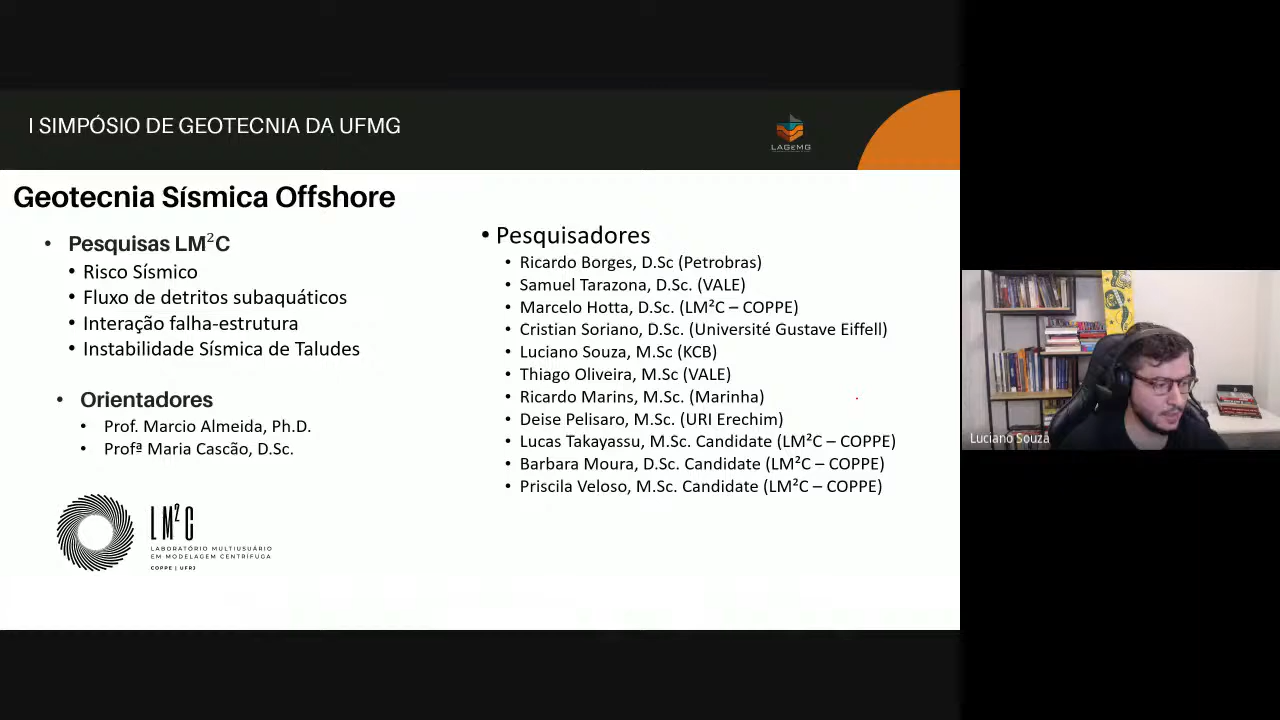 I SIMPÓSIO DE GEOTECNIA DA UFMG
LAGEMG
Geotecnia Sísmica Offshore
• Pesquisas LM²C
• Risco Sísmico
• Fluxo de detritos subaquáticos
• Interação falha-estrutura
• Instabilidade Sísmica de Taludes
• Orientadores
• Prof. Marcio Almeida, Ph.D.
• Profª Maria Cascão, D.Sc.
LM²C
LABORATÓRIO MULTIUSUÁRIO
EM MODELAGEM CENTRÍFUGA
COPPE | UFRJ
• Pesquisadores
• Ricardo Borges, D.Sc (Petrobras)
• Samuel Tarazona, D.Sc. (VALE)
• Marcelo Hotta, D.Sc. (LM²C – COPPE)
• Cristian Soriano, D.Sc. (Université Gustave Eiffell)
• Luciano Souza, M.Sc (KCB)
• Thiago Oliveira, M.Sc (VALE)
• Ricardo Marins, M.Sc. (Marinha)
• Deise Pelisaro, M.Sc. (URI Erechim)
• Lucas Takayassu, M.Sc. Candidate (LM²C – COPPE)
• Barbara Moura, D.Sc. Candidate (LM²C – COPPE)
• Priscila Veloso, M.Sc. Candidate (LM²C – COPPE)
Luciano Souza